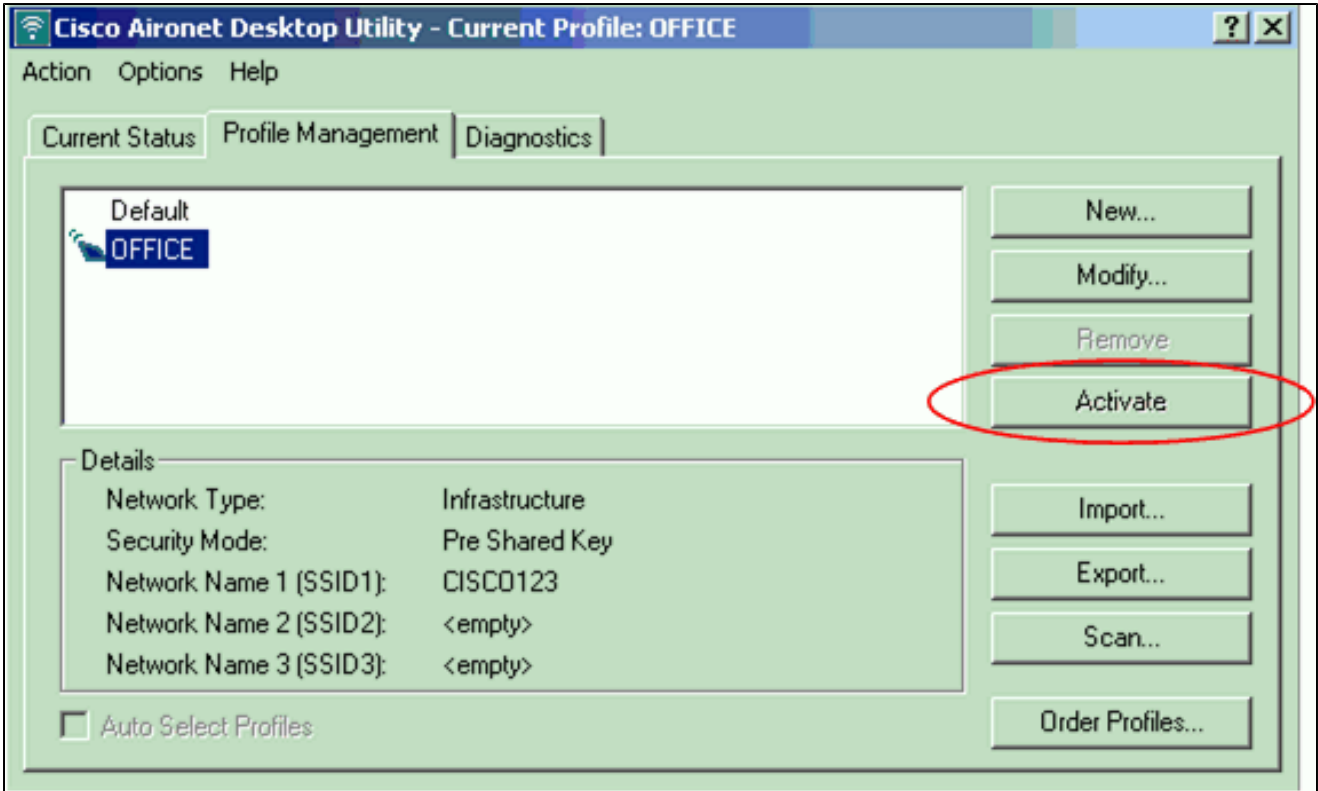 Cisco Aironet Desktop Utility - Current Profile: OFFICE
Action Options Help
Current Status Profile Management Diagnostics
Default
OFFICE
New...
Modify...
Remove
Activate
Details
Network Type: Infrastructure
Security Mode: Pre Shared Key
Network Name 1 (SSID1): CISCO123
Network Name 2 (SSID2): <empty>
Network Name 3 (SSID3): <empty>
Import...
Export...
Scan...
Auto Select Profiles
Order Profiles...